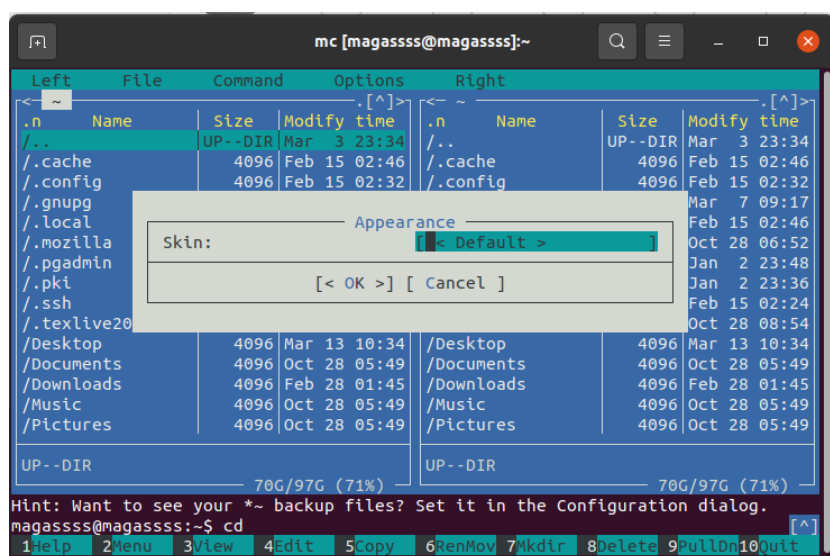 mc [magassss@magassss]:~
Left File Command Options Right
<— ~ .[^]> <— ~ .[^]>
.n Name Size Modify time .n Name Size Modify time
/.. UP--DIR Mar 3 23:34 /.. UP--DIR Mar 3 23:34
/.cache 4096 Feb 15 02:46 /.cache 4096 Feb 15 02:46
/.config 4096 Feb 15 02:32 /.config 4096 Feb 15 02:32
/.gnupg Mar 7 09:17
/.local Appearance Feb 15 02:46
/.mozilla Skin: [ < Default > ] Oct 28 06:52
/.pgadmin Jan 2 23:48
/.pki [< OK >] [ Cancel ] Jan 2 23:36
/.ssh Feb 15 02:24
/.texlive20 Oct 28 08:54
/Desktop 4096 Mar 13 10:34 /Desktop 4096 Mar 13 10:34
/Documents 4096 Oct 28 05:49 /Documents 4096 Oct 28 05:49
/Downloads 4096 Feb 28 01:45 /Downloads 4096 Feb 28 01:45
/Music 4096 Oct 28 05:49 /Music 4096 Oct 28 05:49
/Pictures 4096 Oct 28 05:49 /Pictures 4096 Oct 28 05:49
UP--DIR UP--DIR
70G/97G (71%) 70G/97G (71%)
Hint: Want to see your *~ backup files? Set it in the Configuration dialog.
magassss@magassss:~$ cd [^]
1Help 2Menu 3View 4Edit 5Copy 6RenMov 7Mkdir 8Delete 9PullDn 10Quit